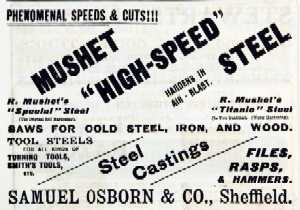 PHENOMENAL SPEEDS & CUTS!!!
MUSHET
"HIGH-SPEED"
STEEL
HARDENS IN
AIR-BLAST.
R. Mushet's
"Special" Steel
R. Mushet's
"Titanic" Steel
SAWS FOR COLD STEEL, IRON, AND WOOD.
TOOL STEELS
FOR ALL KINDS OF
TURNING TOOLS,
SMITH'S TOOLS,
ETC.
Steel
Castings
FILES,
RASPS,
& HAMMERS.
SAMUEL OSBORN & CO., Sheffield.